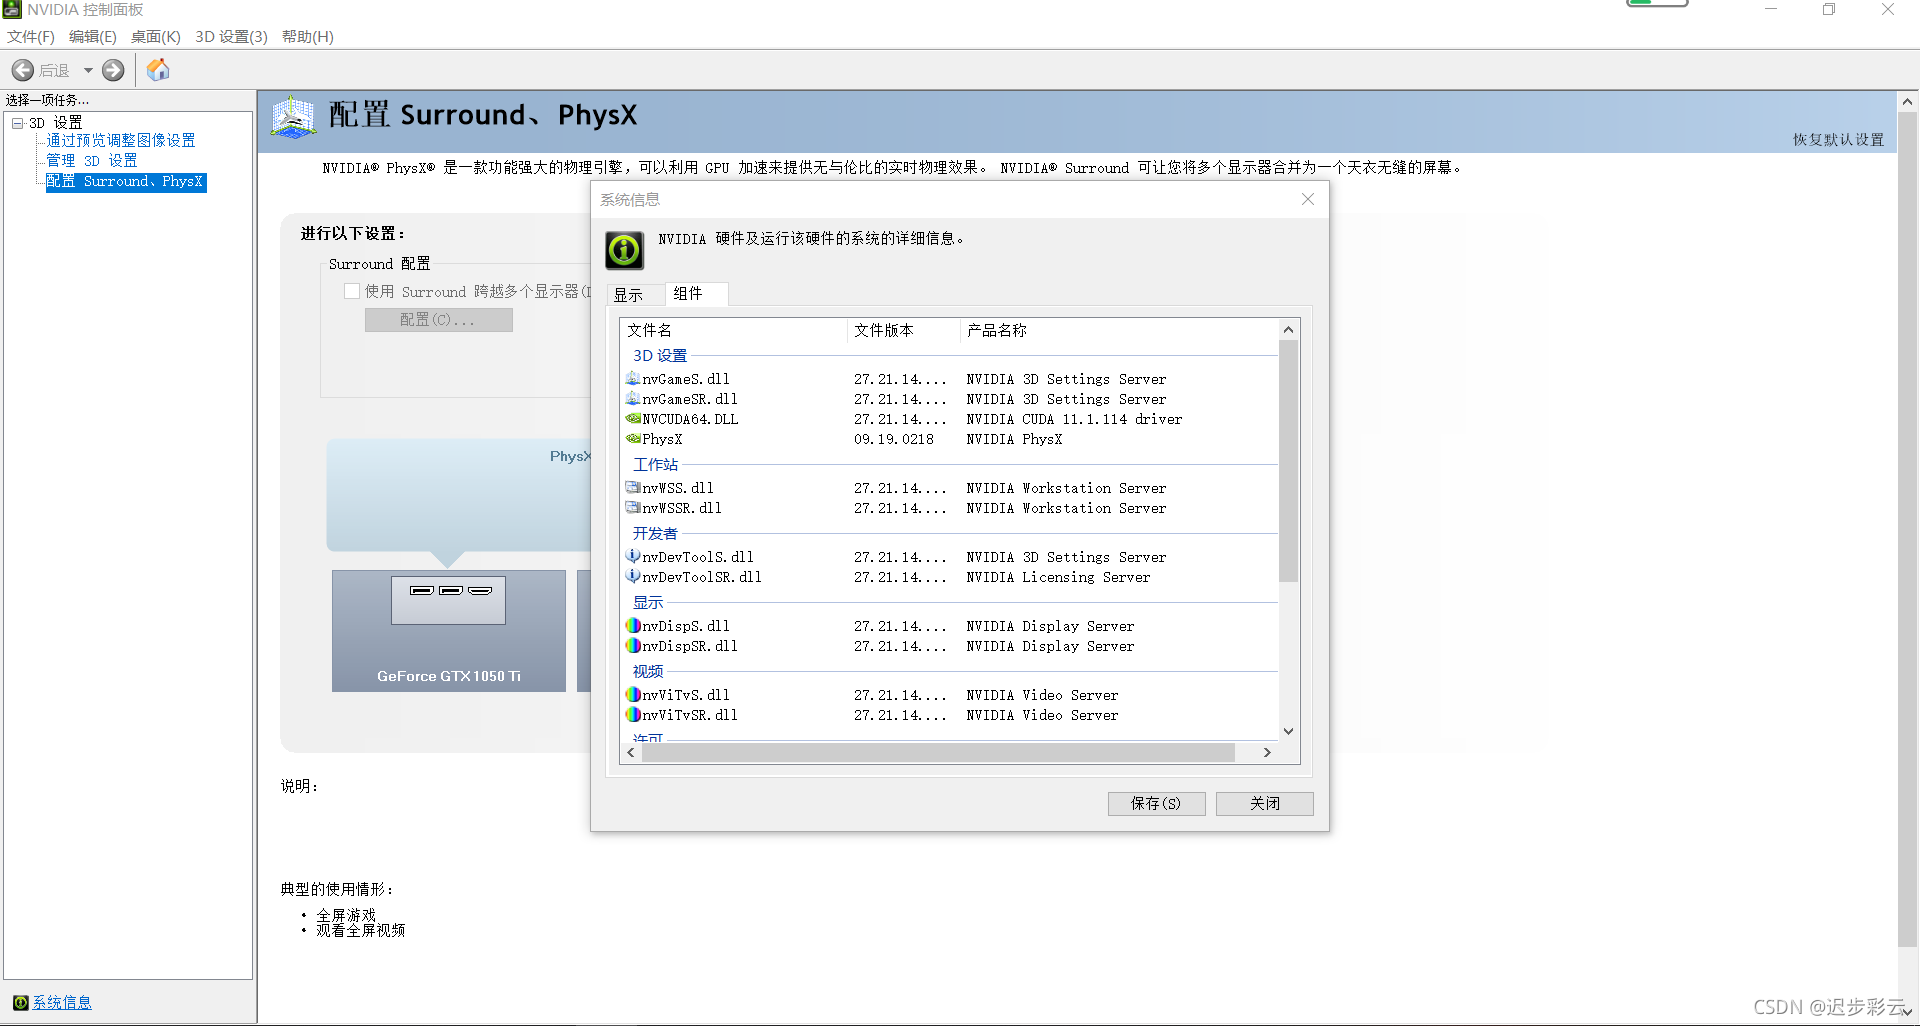 NVIDIA 控制面板
文件(F) 编辑(E) 桌面(K) 3D 设置(3) 帮助(H)
后退
选择一项任务...
3D 设置
通过预览调整图像设置
管理 3D 设置
配置 Surround、PhysX
系统信息
配置 Surround、PhysX
恢复默认设置
NVIDIA® PhysX® 是一款功能强大的物理引擎，可以利用 GPU 加速来提供无与伦比的实时物理效果。 NVIDIA® Surround 可让您将多个显示器合并为一个天衣无缝的屏幕。
进行以下设置：
Surround 配置
使用 Surround 跨越多个显示器(
配置(C)...
PhysX
GeForce GTX 1050 Ti
说明：
典型的使用情形：
• 全屏游戏
• 观看全屏视频
系统信息
NVIDIA 硬件及运行该硬件的系统的详细信息。
显示 组件
文件名 文件版本 产品名称
3D 设置
nvGameS.dll 27.21.14.... NVIDIA 3D Settings Server
nvGameSR.dll 27.21.14.... NVIDIA 3D Settings Server
NVCUDA64.DLL 27.21.14.... NVIDIA CUDA 11.1.114 driver
PhysX 09.19.0218 NVIDIA PhysX
工作站
nvWSS.dll 27.21.14.... NVIDIA Workstation Server
nvWSSR.dll 27.21.14.... NVIDIA Workstation Server
开发者
nvDevToolS.dll 27.21.14.... NVIDIA 3D Settings Server
nvDevToolSR.dll 27.21.14.... NVIDIA Licensing Server
显示
nvDispS.dll 27.21.14.... NVIDIA Display Server
nvDispSR.dll 27.21.14.... NVIDIA Display Server
视频
nvViTvS.dll 27.21.14.... NVIDIA Video Server
nvViTvSR.dll 27.21.14.... NVIDIA Video Server
许可
保存(S) 关闭
CSDN @迟步彩云